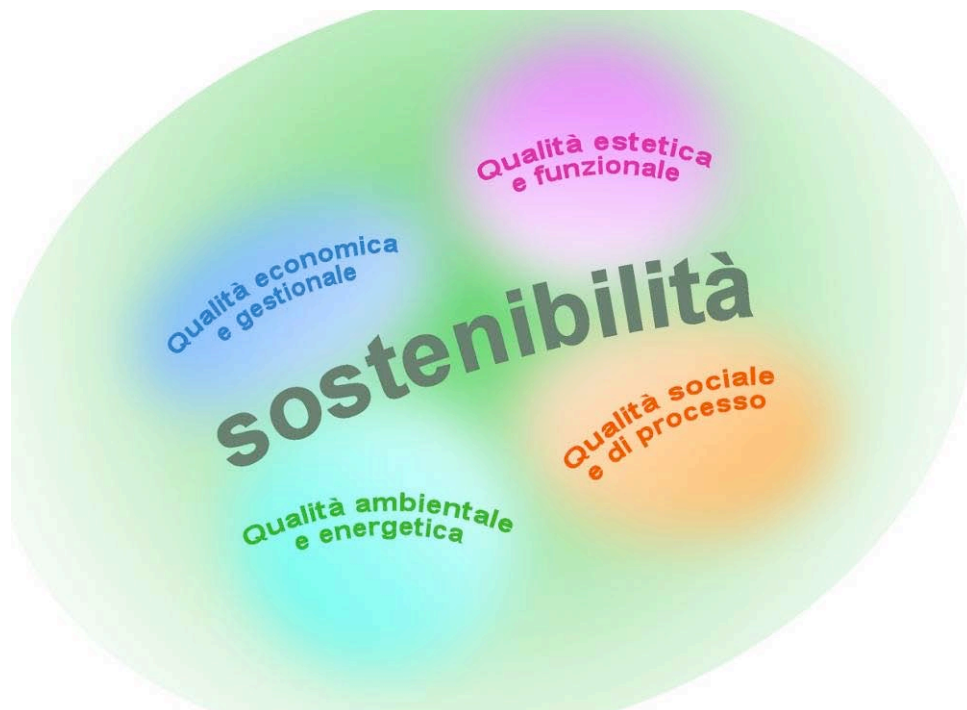 Qualità estetica
e funzionale
Qualità economica
e gestionale
sostenibilità
Qualità sociale
e di processo
Qualità ambientale
e energetica